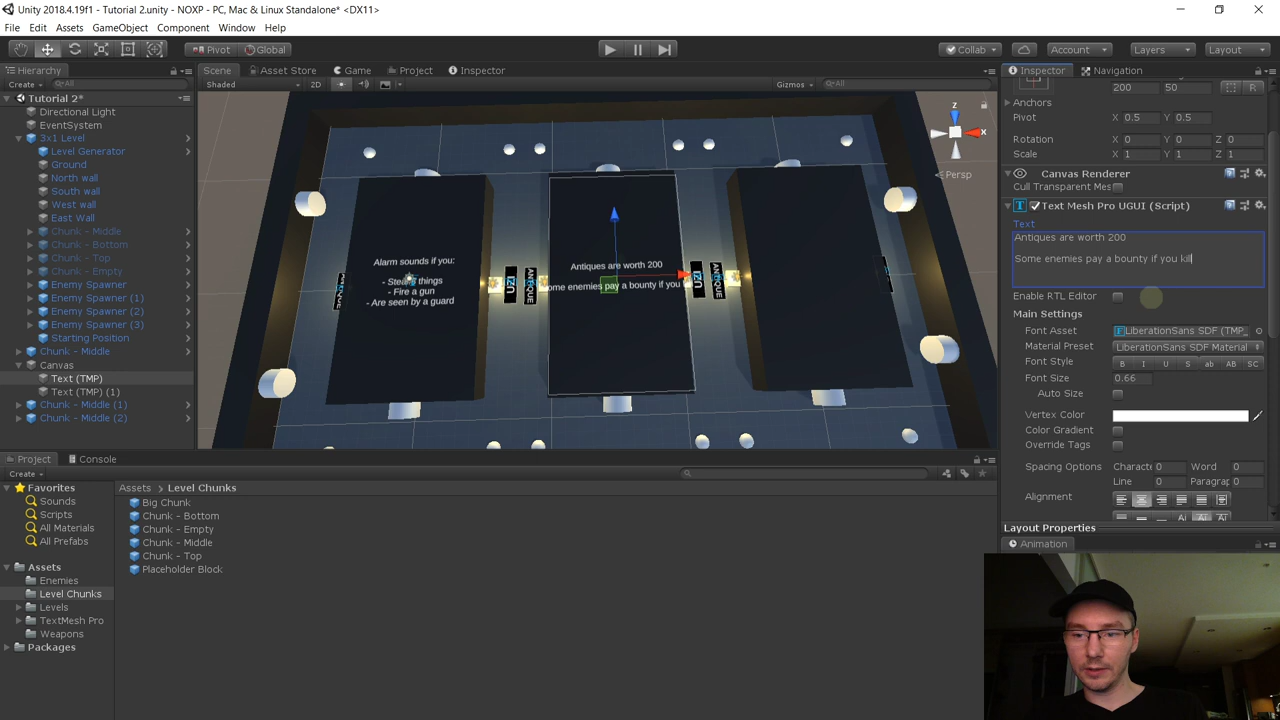 Unity 2018.4.19f1 - Tutorial 2.unity - NOXP - PC, Mac & Linux Standalone* <DX11>
File Edit Assets GameObject Component Window Help
Pivot Global Collab Account Layers Layout
Hierarchy
Create All
Tutorial 2*
Directional Light
EventSystem
3x1 Level
Level Generator
Ground
North wall
South wall
West wall
East Wall
Chunk - Middle
Chunk - Bottom
Chunk - Top
Chunk - Empty
Enemy Spawner
Enemy Spawner (1)
Enemy Spawner (2)
Enemy Spawner (3)
Starting Position
Chunk - Middle
Canvas
Text (TMP)
Text (TMP) (1)
Chunk - Middle (1)
Chunk - Middle (2)
Scene Asset Store Game Project Inspector
Shaded 2D Gizmos All
z
x
Persp
Alarm sounds if you:
- Fire a gun
- Are seen by a guard
Antiques are worth 200
enemies pay a bounty if you
ANTIQUE
Inspector Navigation
200 50
Anchors
Pivot X 0.5 Y 0.5
Rotation X 0 Y 0 Z 0
Scale X 1 Y 1 Z 1
Canvas Renderer
Cull Transparent Mes
Text Mesh Pro UGUI (Script)
Text
Antiques are worth 200
Some enemies pay a bounty if you kil
Enable RTL Editor
Main Settings
Font Asset LiberationSans SDF (TMP_
Material Preset LiberationSans SDF Material
Font Style B I U S ab AB SC
Font Size 0.66
Auto Size
Vertex Color
Color Gradient
Override Tags
Spacing Options Characte 0 Word 0
Line 0 Paragrap 0
Alignment
Layout Properties
Animation
Project Console
Create
Favorites
Sounds
Scripts
All Materials
All Prefabs
Assets
Enemies
Level Chunks
Levels
TextMesh Pro
Weapons
Packages
Assets Level Chunks
Big Chunk
Chunk - Bottom
Chunk - Empty
Chunk - Middle
Chunk - Top
Placeholder Block